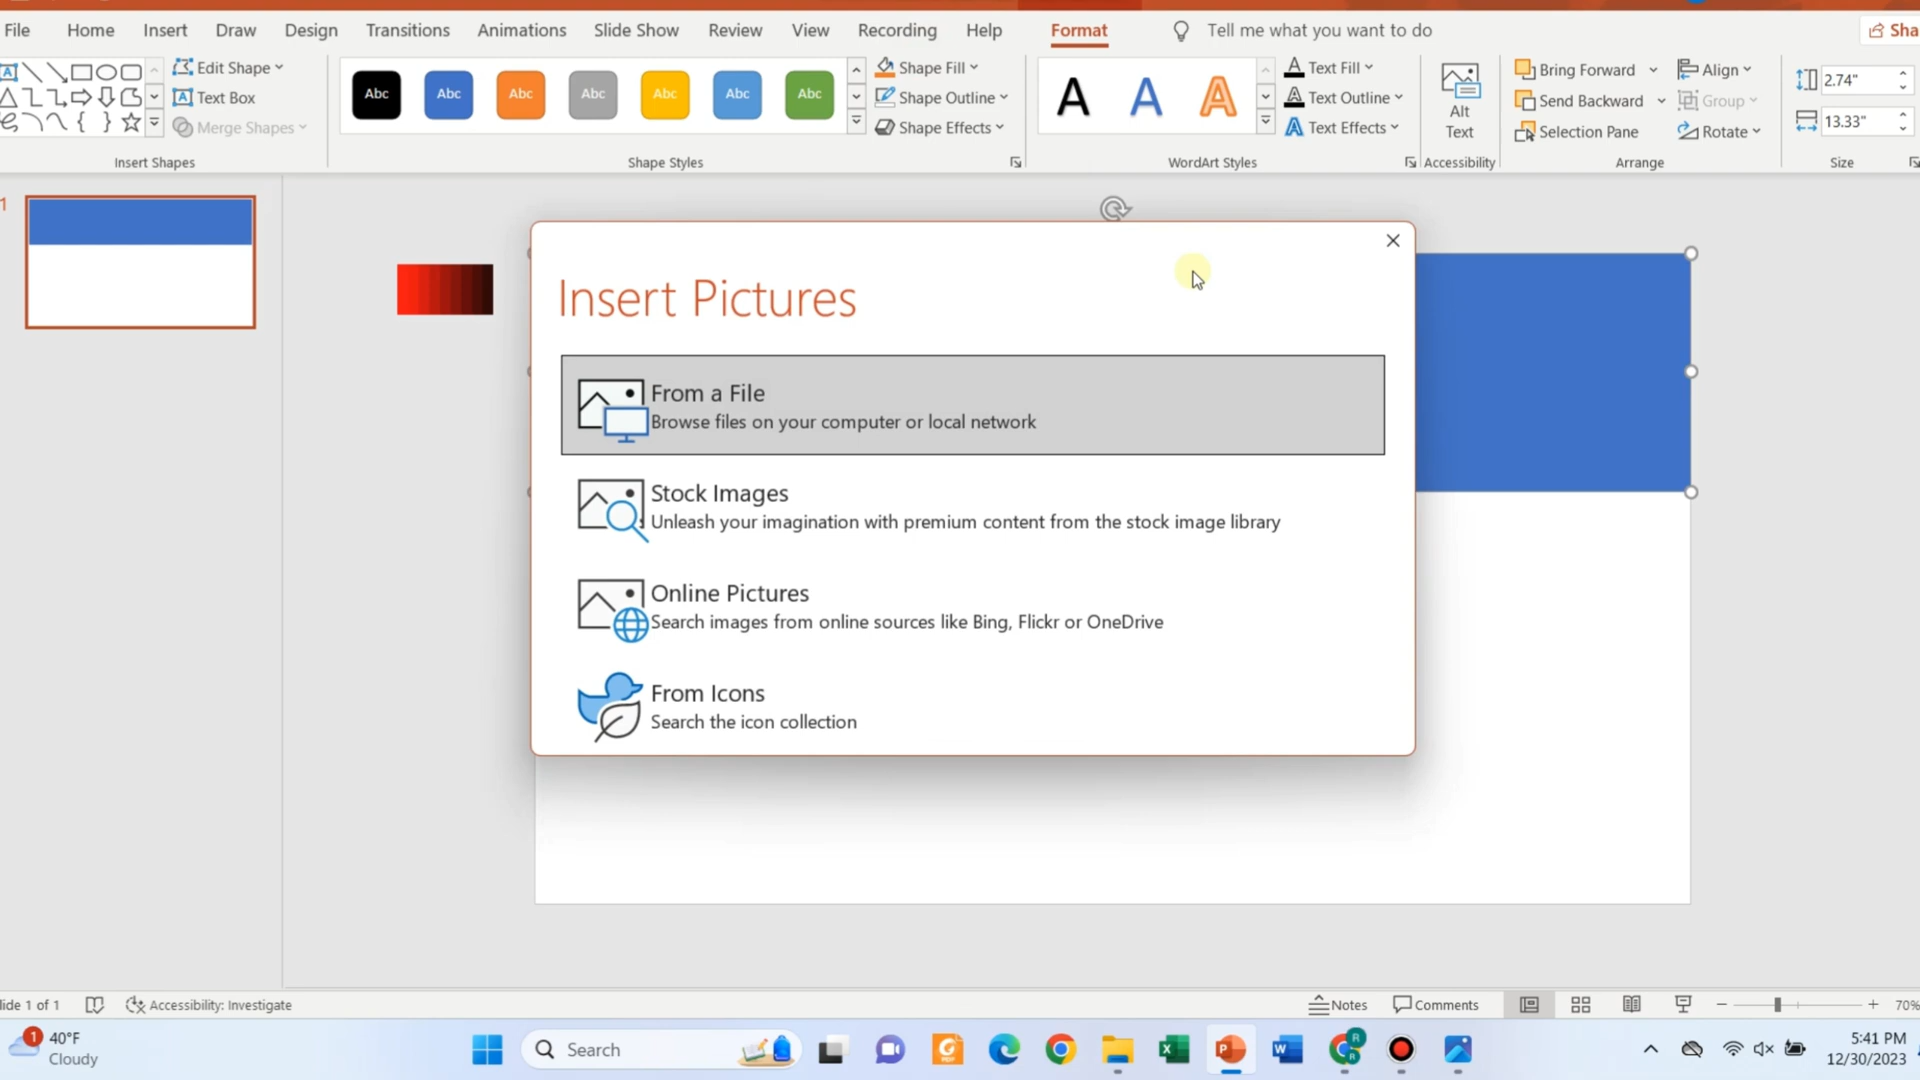 File Home Insert Draw Design Transitions Animations Slide Show Review View Recording Help Format Tell me what you want to do
Edit Shape
Text Box
Merge Shapes
Insert Shapes
Abc Abc Abc Abc Abc Abc Abc
Shape Fill
Shape Outline
Shape Effects
Shape Styles
A A A
Text Fill
Text Outline
Text Effects
WordArt Styles
Alt
Text
Accessibility
Bring Forward
Send Backward
Selection Pane
Align
Group
Rotate
Arrange
2.74"
13.33"
Size
1
Insert Pictures
From a File
Browse files on your computer or local network
Stock Images
Unleash your imagination with premium content from the stock image library
Online Pictures
Search images from online sources like Bing, Flickr or OneDrive
From Icons
Search the icon collection
1 of 1 Accessibility: Investigate Notes Comments 70%
1
40°F
Cloudy
Search
5:41 PM
12/30/2023